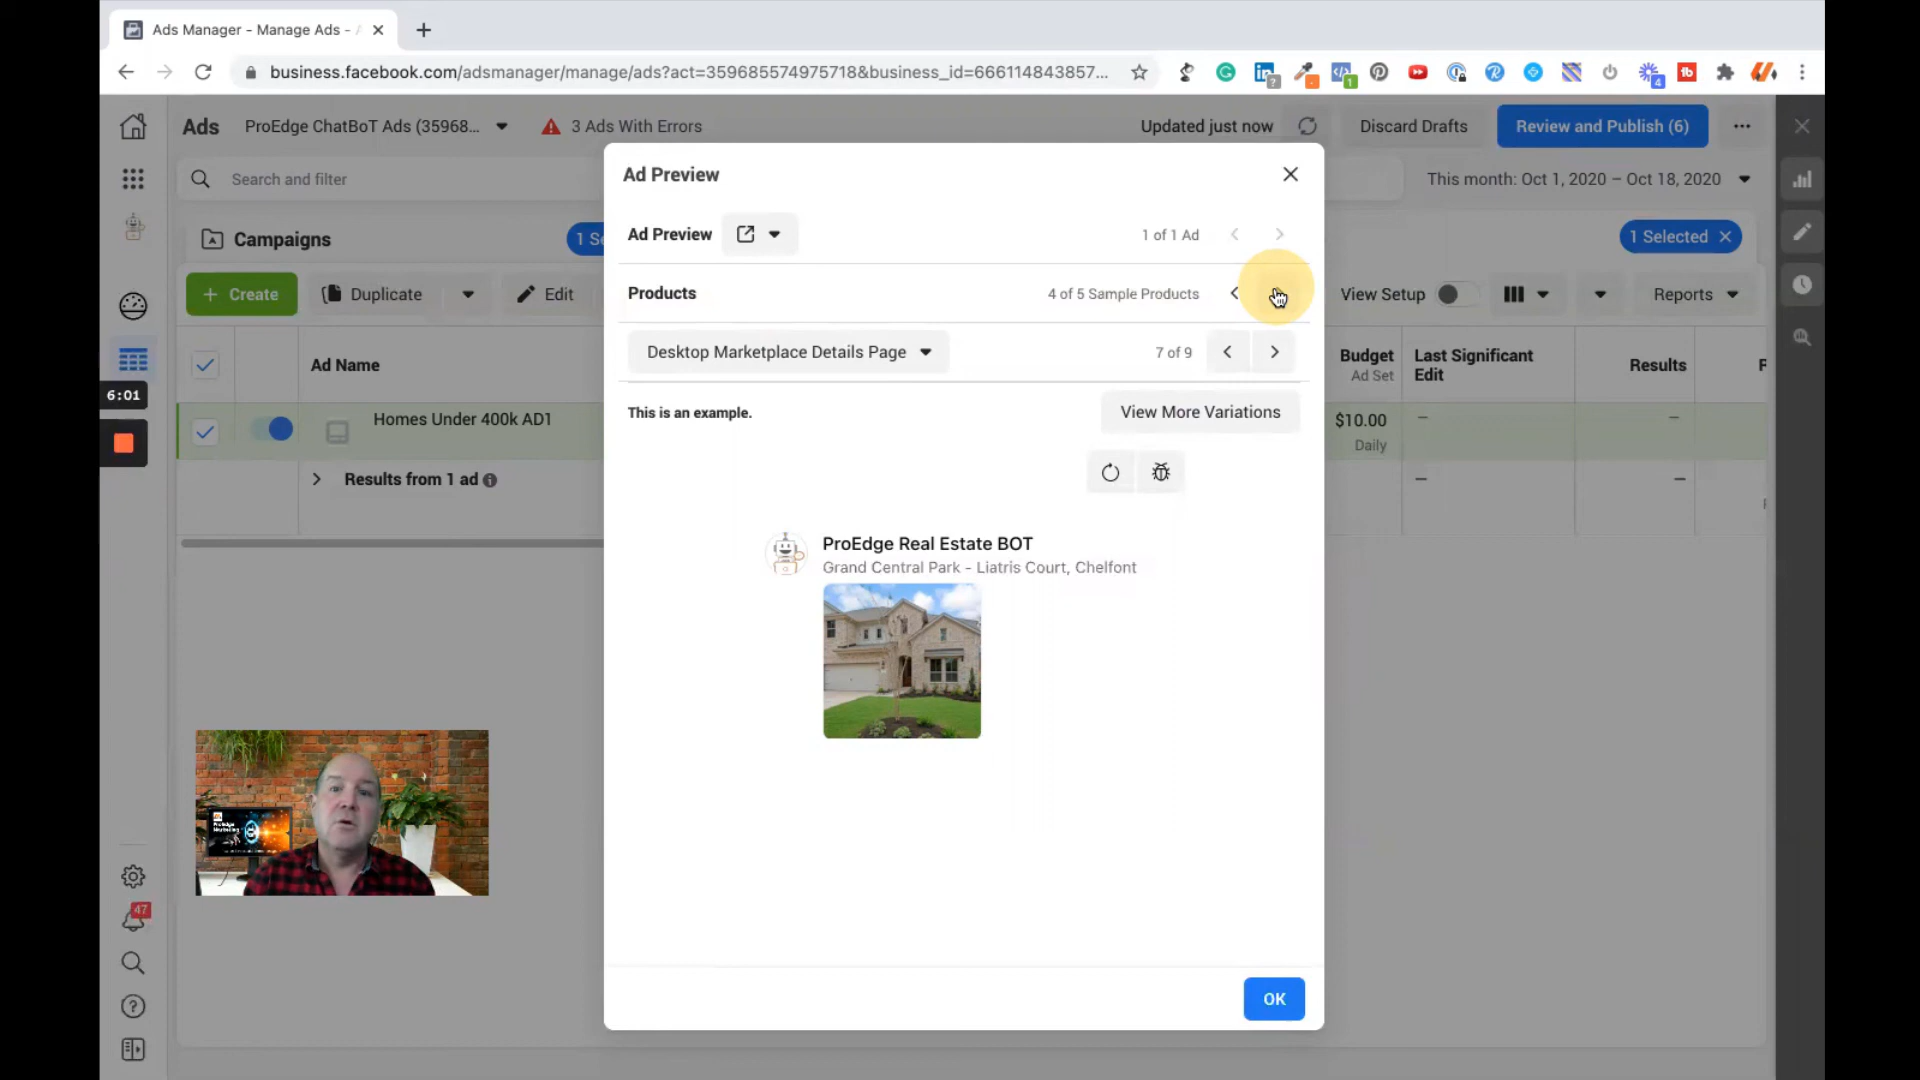 Ads Manager - Manage Ads -
business.facebook.com/adsmanager/manage/ads?act=359685574975718&business_id=666114843857...
Ads
ProEdge ChatBoT Ads (35968...
3 Ads With Errors
Updated just now
Discard Drafts
Review and Publish (6)
Search and filter
This month: Oct 1, 2020 – Oct 18, 2020
Campaigns
1 Se
1 Selected
+ Create
Duplicate
Edit
View Setup
Reports
Ad Name
Budget
Ad Set
Last Significant
Edit
Results
6:01
Homes Under 400k AD1
$10.00
Daily
Results from 1 ad
47
Ad Preview
Ad Preview
1 of 1 Ad
Products
4 of 5 Sample Products
Desktop Marketplace Details Page
7 of 9
This is an example.
View More Variations
ProEdge Real Estate BOT
Grand Central Park - Liatris Court, Chelfont
ProEdge
Marketing
OK